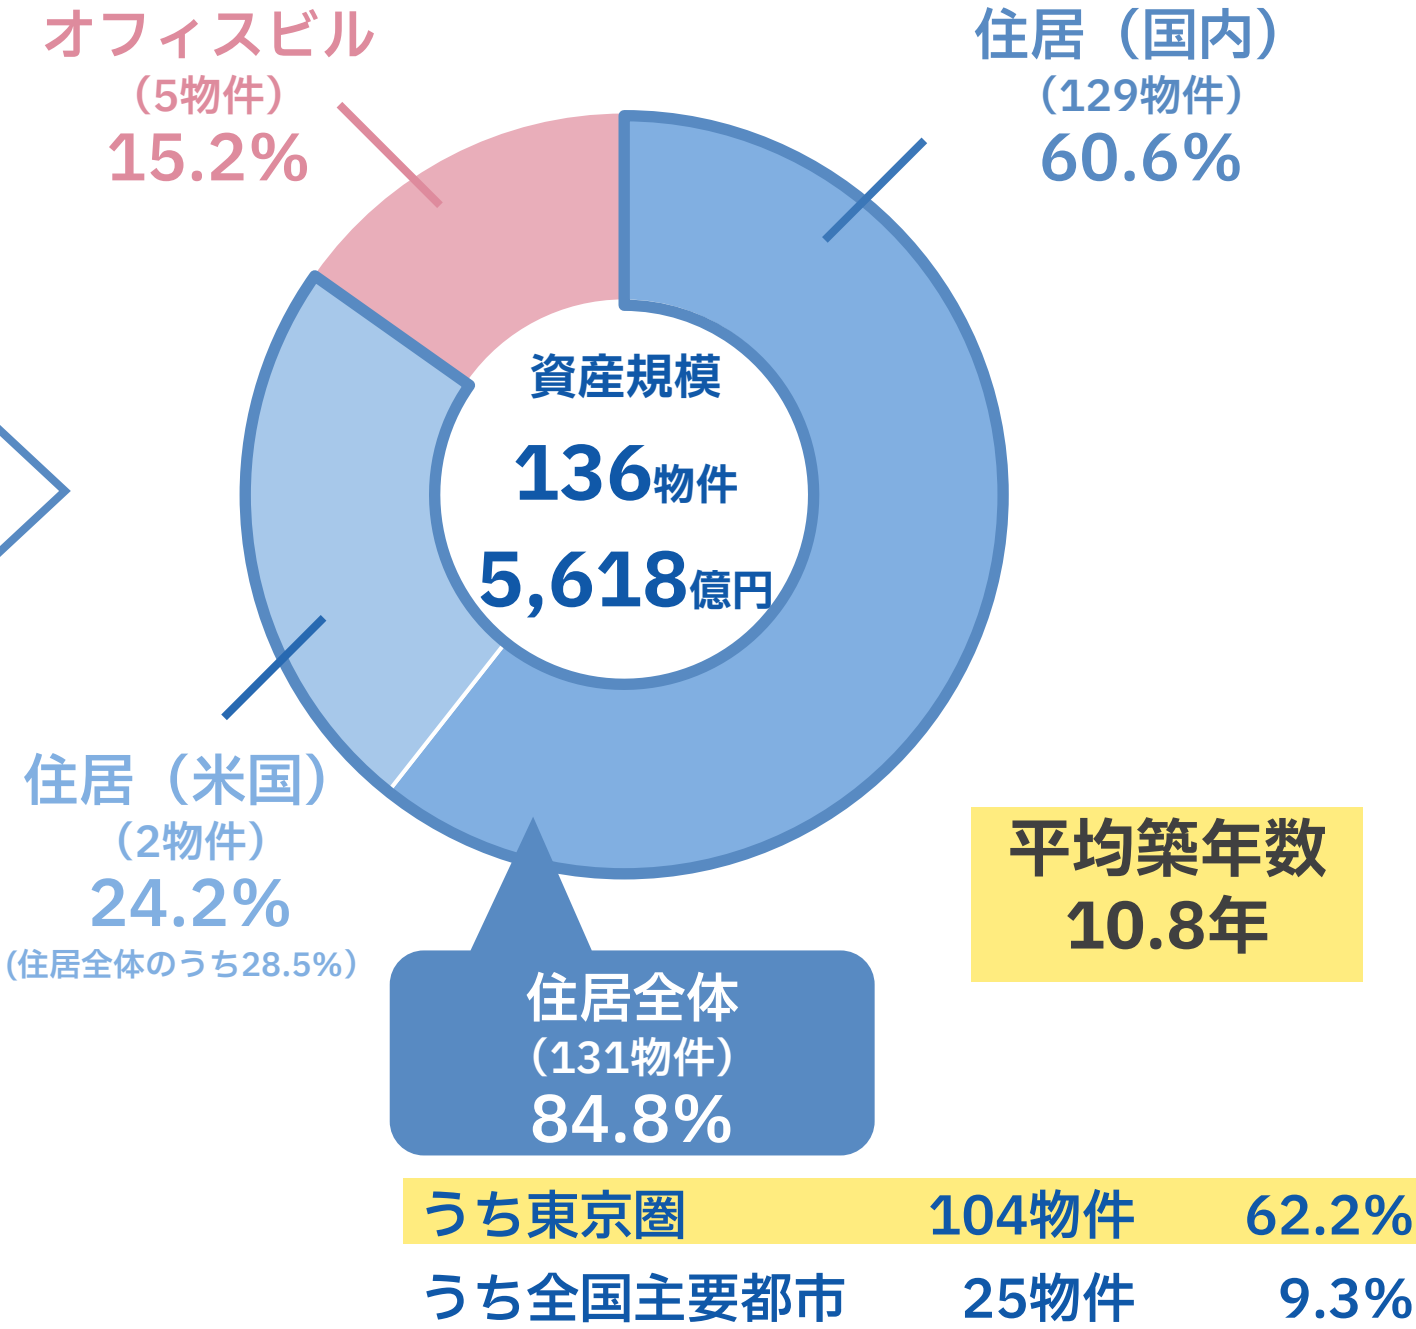 オフィスビル
（5物件）
15.2%
住居（国内）
（129物件）
60.6%
資産規模
136物件
5,618億円
住居（米国）
（2物件）
24.2%
(住居全体のうち28.5%）
平均築年数
10.8年
住居全体
（131物件）
84.8%
うち東京圏 104物件 62.2%
うち全国主要都市 25物件 9.3%